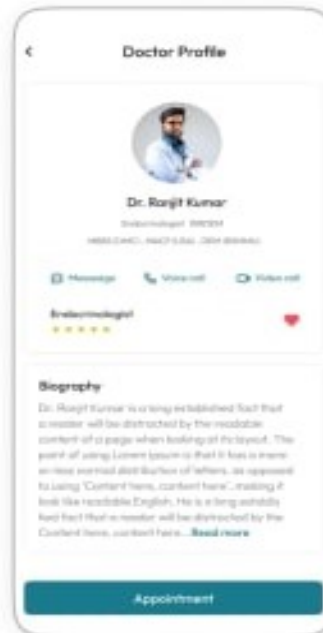 Doctor Profile
Dr. Ranjit Kumar
Endocrinologist BIRDEM
Message Voice call Video call
Endocrinologist
Biography
Dr. Ranjit Kumar is a long established fact that
a reader will be distracted by the readable
content of a page when looking at its layout. The
point of using Lorem Ipsum is that it has a more-
or-less normal distribution of letters, as opposed
to using 'Content here, content here', making it
look like readable English. He is a long establis
hed fact that a reader will be distracted by the
Content here, content here... Read more
Appointment